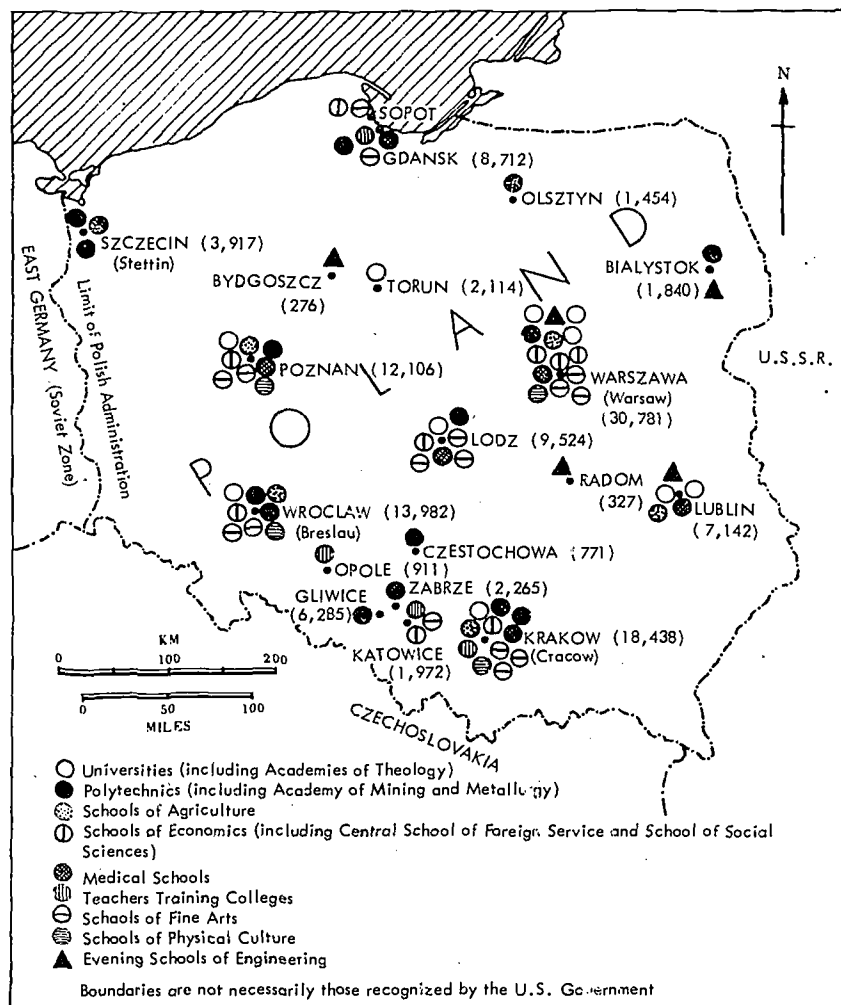 N
SOPOT
GDANSK (8,712)
OLSZTYN (1,454)
SZCZECIN (3,917)
(Stettin)
BYDGOSZCZ
(276)
TORUN (2,114)
BIALYSTOK
(1,840)
EAST GERMANY (Soviet Zone)
Limit of Polish Administration
POLAND
U.S.S.R.
POZNAN (12,106)
WARSZAWA
(Warsaw)
(30,781)
LODZ (9,524)
RADOM
(327)
LUBLIN
(7,142)
WROCLAW (13,982)
(Breslau)
CZESTOCHOWA (771)
OPOLE (911)
ZABRZE (2,265)
GLIWICE
(6,285)
KATOWICE
(1,972)
KRAKOW (18,438)
(Cracow)
CZECHOSLOVAKIA
KM
0 100 200
0 50 100
MILES
Universities (including Academies of Theology)
Polytechnics (including Academy of Mining and Metallurgy)
Schools of Agriculture
Schools of Economics (including Central School of Foreign Service and School of Social
Sciences)
Medical Schools
Teachers Training Colleges
Schools of Fine Arts
Schools of Physical Culture
Evening Schools of Engineering
Boundaries are not necessarily those recognized by the U.S. Government